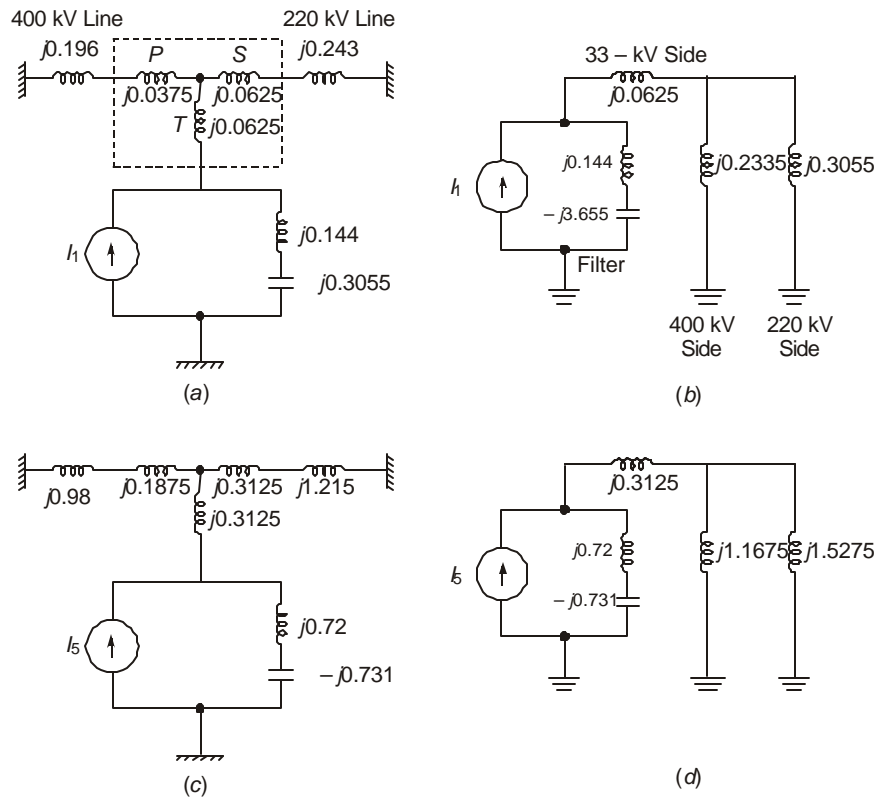 400 kV Line
220 kV Line
j0.196
P
S
j0.243
j0.0375
j0.0625
T
j0.0625
I1
j0.144
j0.3055
(a)
33 – kV Side
j0.0625
I1
j0.144
– j3.655
Filter
j0.2335
j0.3055
400 kV
Side
220 kV
Side
(b)
j0.98
j0.1875
j0.3125
j1.215
j0.3125
I5
j0.72
– j0.731
(c)
j0.3125
I5
j0.72
– j0.731
j1.1675
j1.5275
(d)